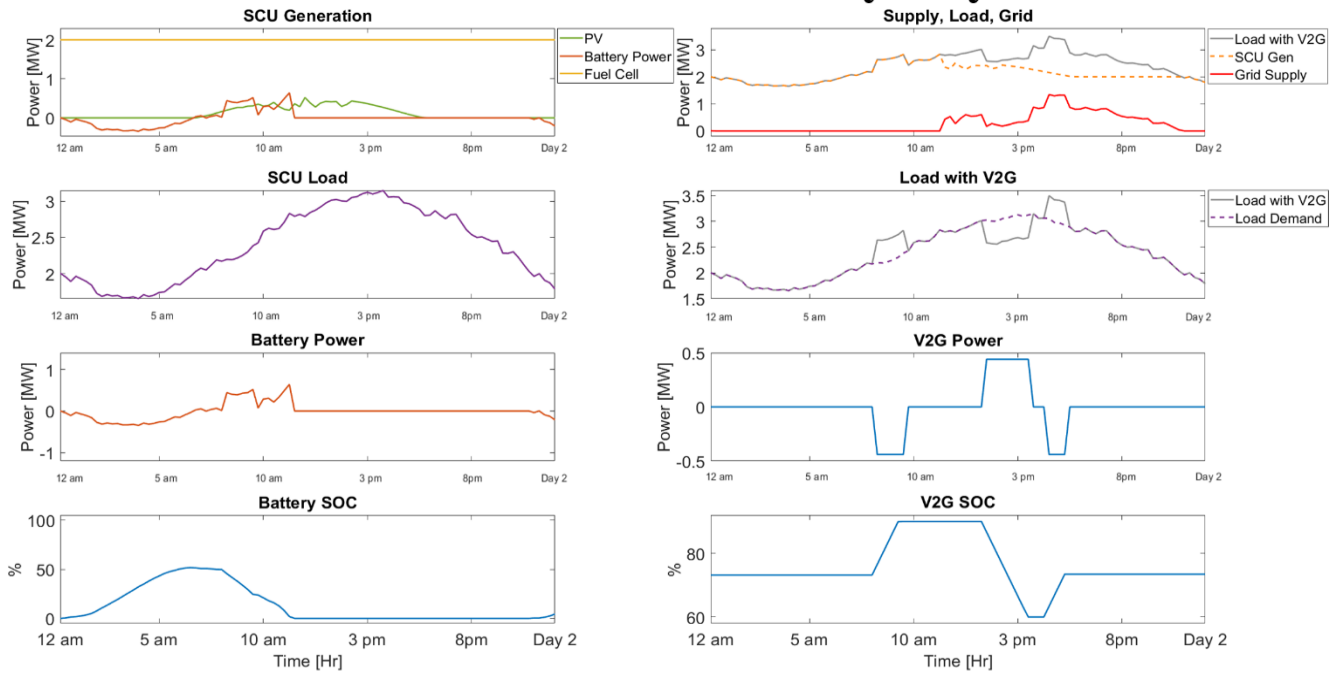 SCU Generation
Power [MW]
2
1
0
12 am
5 am
10 am
3 pm
8pm
Day 2
PV
Battery Power
Fuel Cell
SCU Load
Power [MW]
3
2.5
2
12 am
5 am
10 am
3 pm
8pm
Day 2
Battery Power
Power [MW]
1
0
-1
12 am
5 am
10 am
3 pm
8pm
Day 2
Battery SOC
%
100
50
0
12 am
5 am
10 am
3 pm
8pm
Day 2
Time [Hr]
Supply, Load, Grid
Power [MW]
3
2
1
0
12 am
5 am
10 am
3 pm
8pm
Day 2
Load with V2G
SCU Gen
Grid Supply
Load with V2G
Power [MW]
3.5
3
2.5
2
1.5
12 am
5 am
10 am
3 pm
8pm
Day 2
Load with V2G
Load Demand
V2G Power
Power [MW]
0.5
0
-0.5
12 am
5 am
10 am
3 pm
8pm
Day 2
V2G SOC
%
80
60
12 am
5 am
10 am
3 pm
8pm
Day 2
Time [Hr]